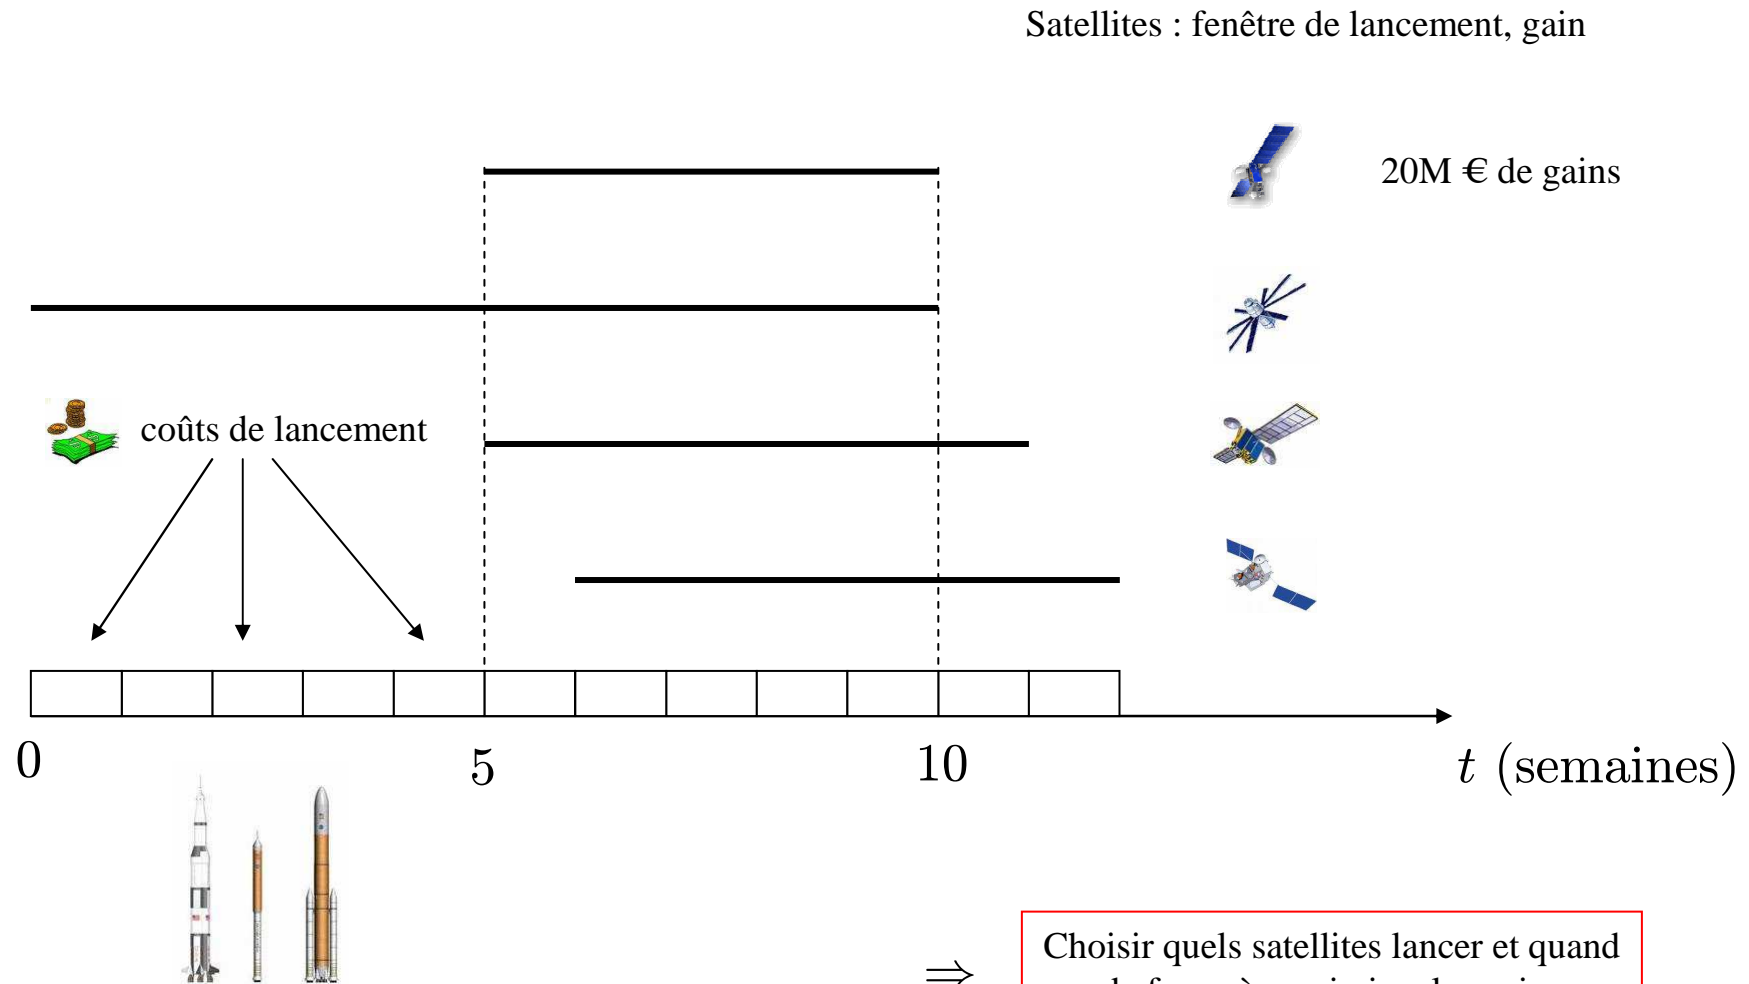 Satellites : fenêtre de lancement, gain
20M € de gains
coûts de lancement
0
5
10
t (semaines)
⇒
Choisir quels satellites lancer et quand